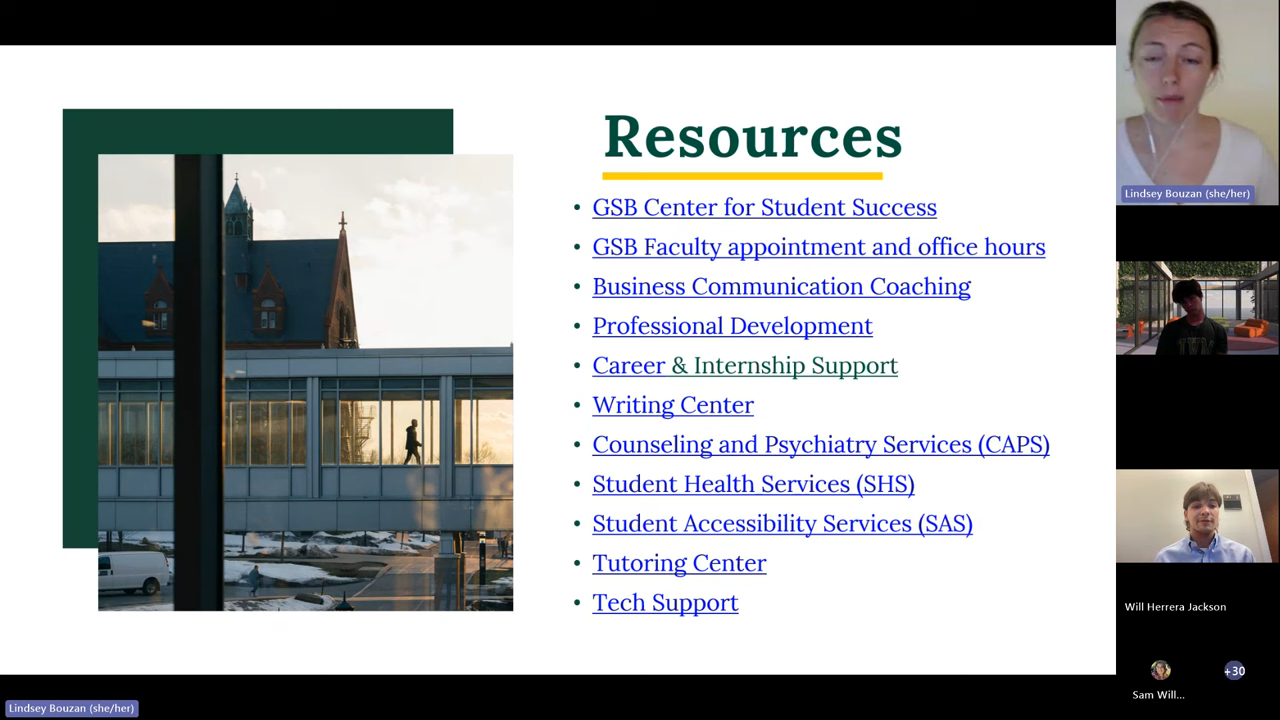 Resources
• GSB Center for Student Success
• GSB Faculty appointment and office hours
• Business Communication Coaching
• Professional Development
• Career & Internship Support
• Writing Center
• Counseling and Psychiatry Services (CAPS)
• Student Health Services (SHS)
• Student Accessibility Services (SAS)
• Tutoring Center
• Tech Support
Lindsey Bouzan (she/her)
Will Herrera Jackson
+30
Sam Will...
Lindsey Bouzan (she/her)